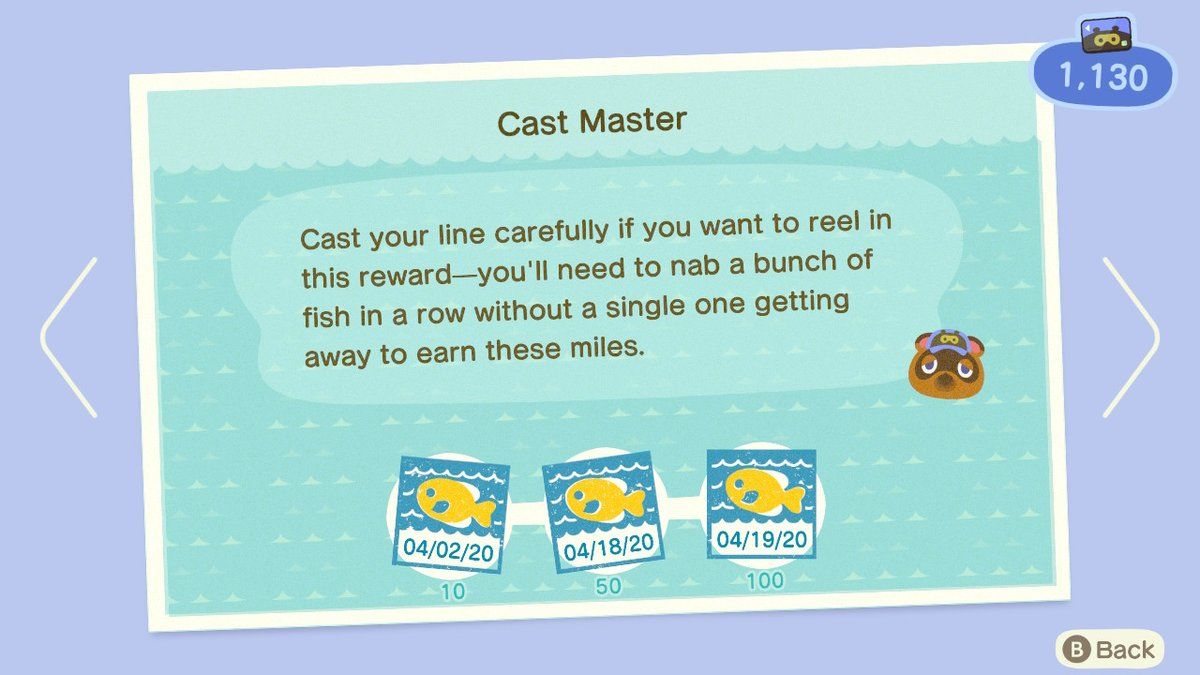 1,130
Cast Master
Cast your line carefully if you want to reel in
this reward—you'll need to nab a bunch of
fish in a row without a single one getting
away to earn these miles.
04/02/20
04/18/20
04/19/20
10
50
100
B Back